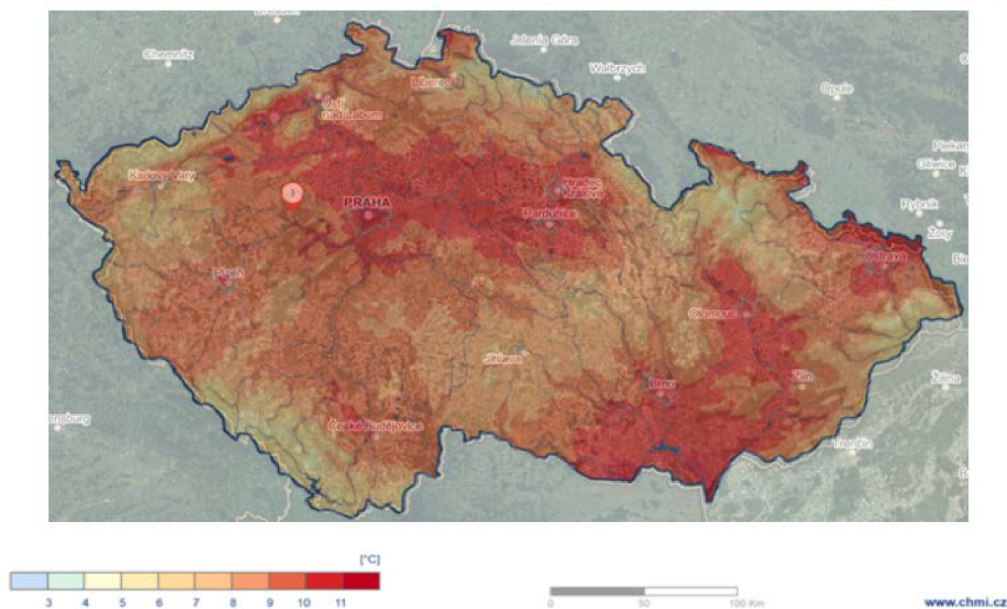 Chemnitz
Jelenia Góra
Wałbrzych
Opole
Liberec
Ústí
nad Labem
Gliwice
Karlovy Vary
Hradec
Králové
Rybnik
PRAHA
Pardubice
Żory
Ostrava
Plzeň
Olomouc
Jihlava
Brno
Zlín
Žilina
České Budějovice
Trenčín
[°C]
3 4 5 6 7 8 9 10 11
0 50 100 Km
www.chmi.cz